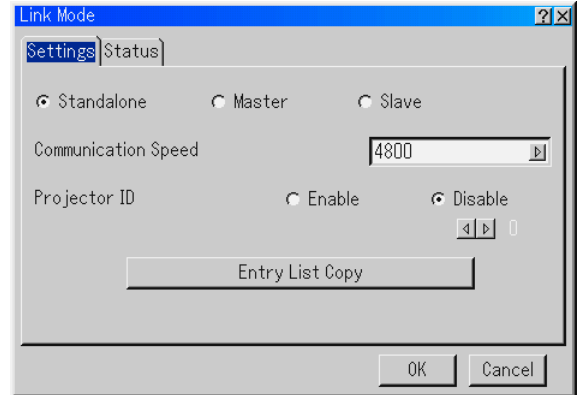 Link Mode
Settings Status
Standalone Master Slave
Communication Speed 4800
Projector ID Enable Disable
0
Entry List Copy
OK Cancel